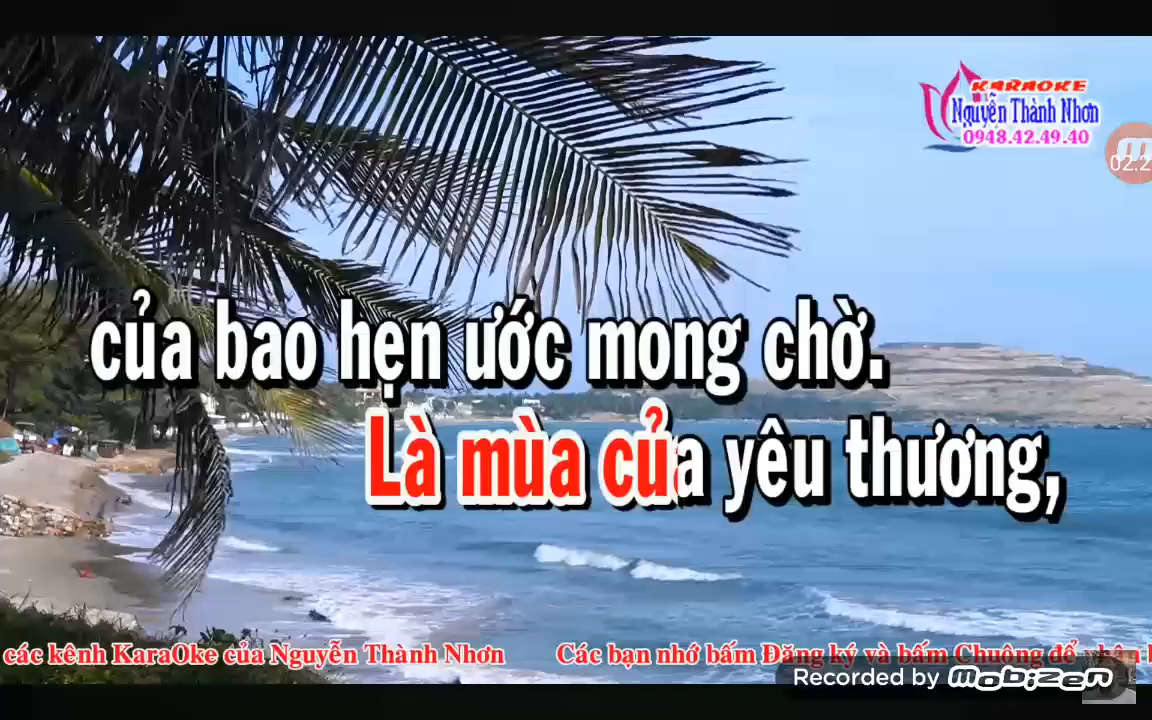 KARAOKE
Nguyễn Thành Nhơn
0948.42.49.40
02:2
của bao hẹn ước mong chờ.
Là mùa của yêu thương,
các kênh KaraOke của Nguyễn Thành Nhơn Các bạn nhớ bấm Đăng ký và bấm Chuông để
Recorded by mobizen